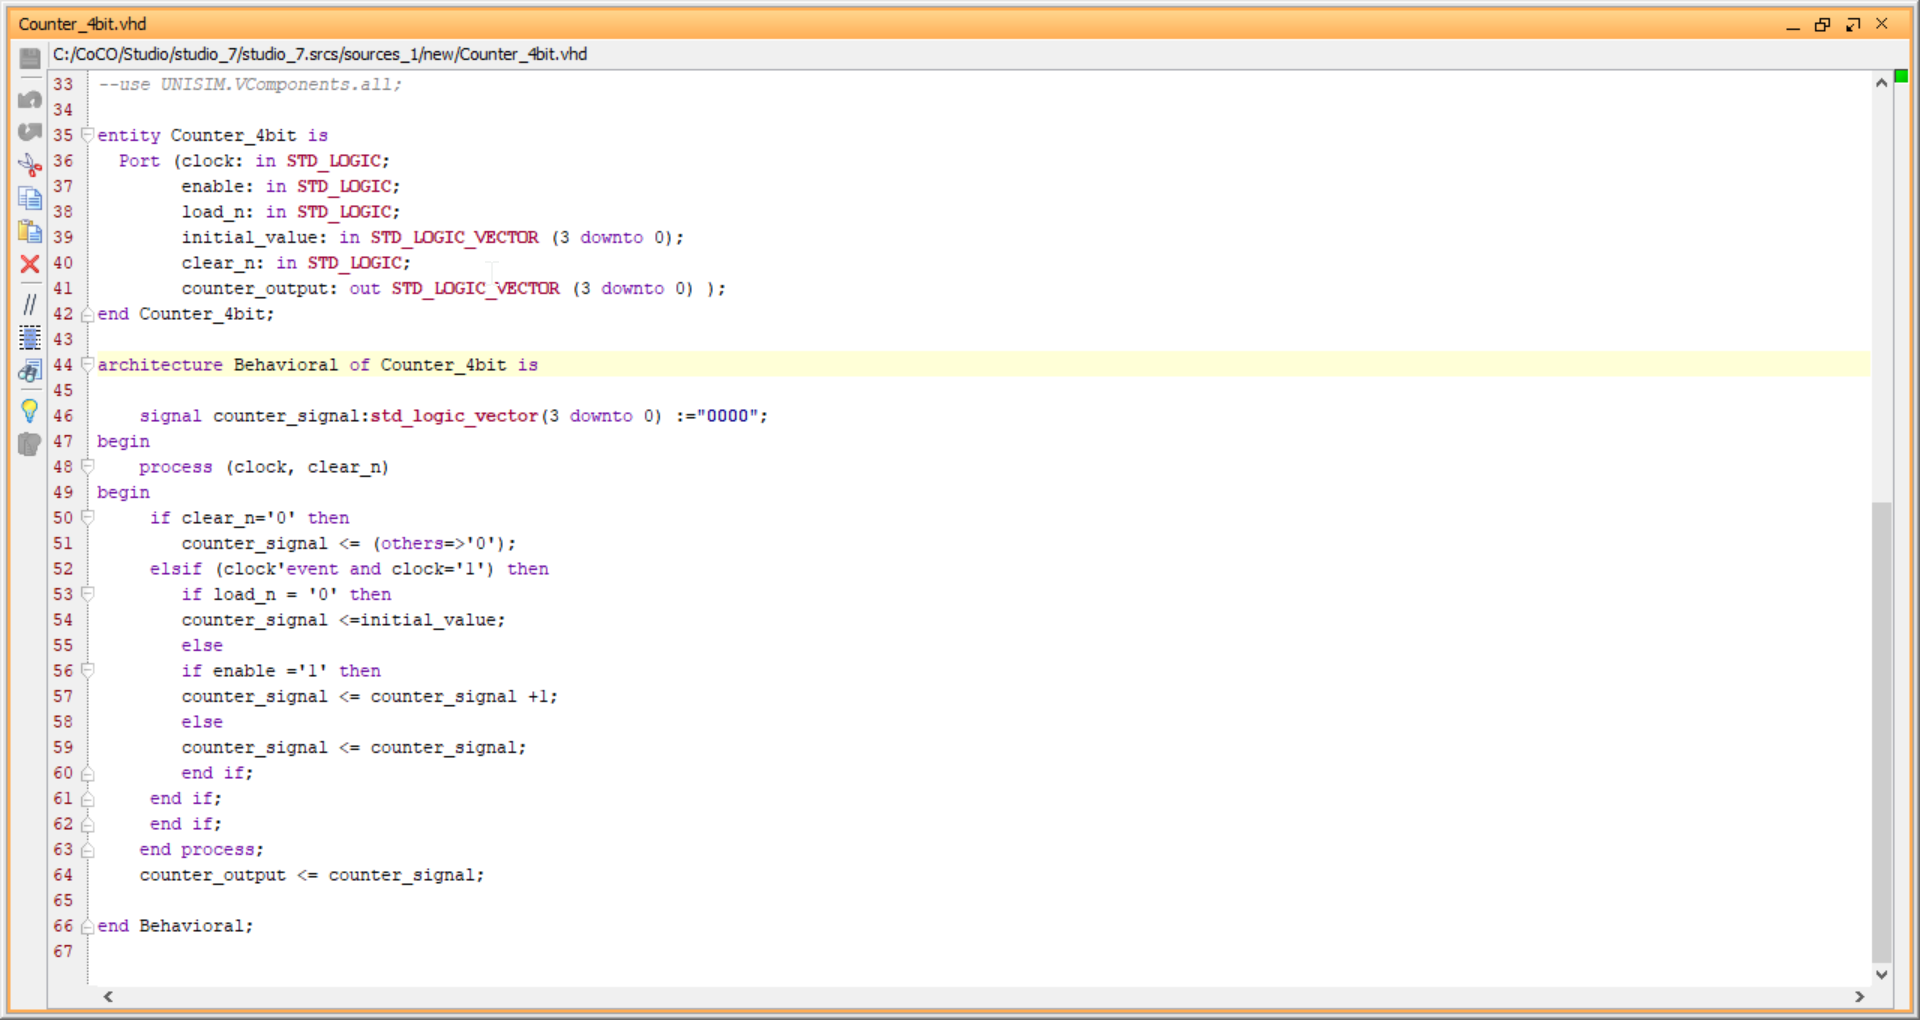 Counter_4bit.vhd
C:/CoCO/Studio/studio_7/studio_7.srcs/sources_1/new/Counter_4bit.vhd
33 --use UNISIM.VComponents.all;
34
35 entity Counter_4bit is
36   Port (clock: in STD_LOGIC;
37         enable: in STD_LOGIC;
38         load_n: in STD_LOGIC;
39         initial_value: in STD_LOGIC_VECTOR (3 downto 0);
40         clear_n: in STD_LOGIC;
41         counter_output: out STD_LOGIC_VECTOR (3 downto 0) );
42 end Counter_4bit;
43
44 architecture Behavioral of Counter_4bit is
45
46     signal counter_signal:std_logic_vector(3 downto 0) :="0000";
47 begin
48     process (clock, clear_n)
49 begin
50      if clear_n='0' then
51         counter_signal <= (others=>'0');
52      elsif (clock'event and clock='1') then
53         if load_n = '0' then
54         counter_signal <=initial_value;
55         else
56         if enable ='1' then
57         counter_signal <= counter_signal +1;
58         else
59         counter_signal <= counter_signal;
60         end if;
61      end if;
62      end if;
63     end process;
64     counter_output <= counter_signal;
65
66 end Behavioral;
67